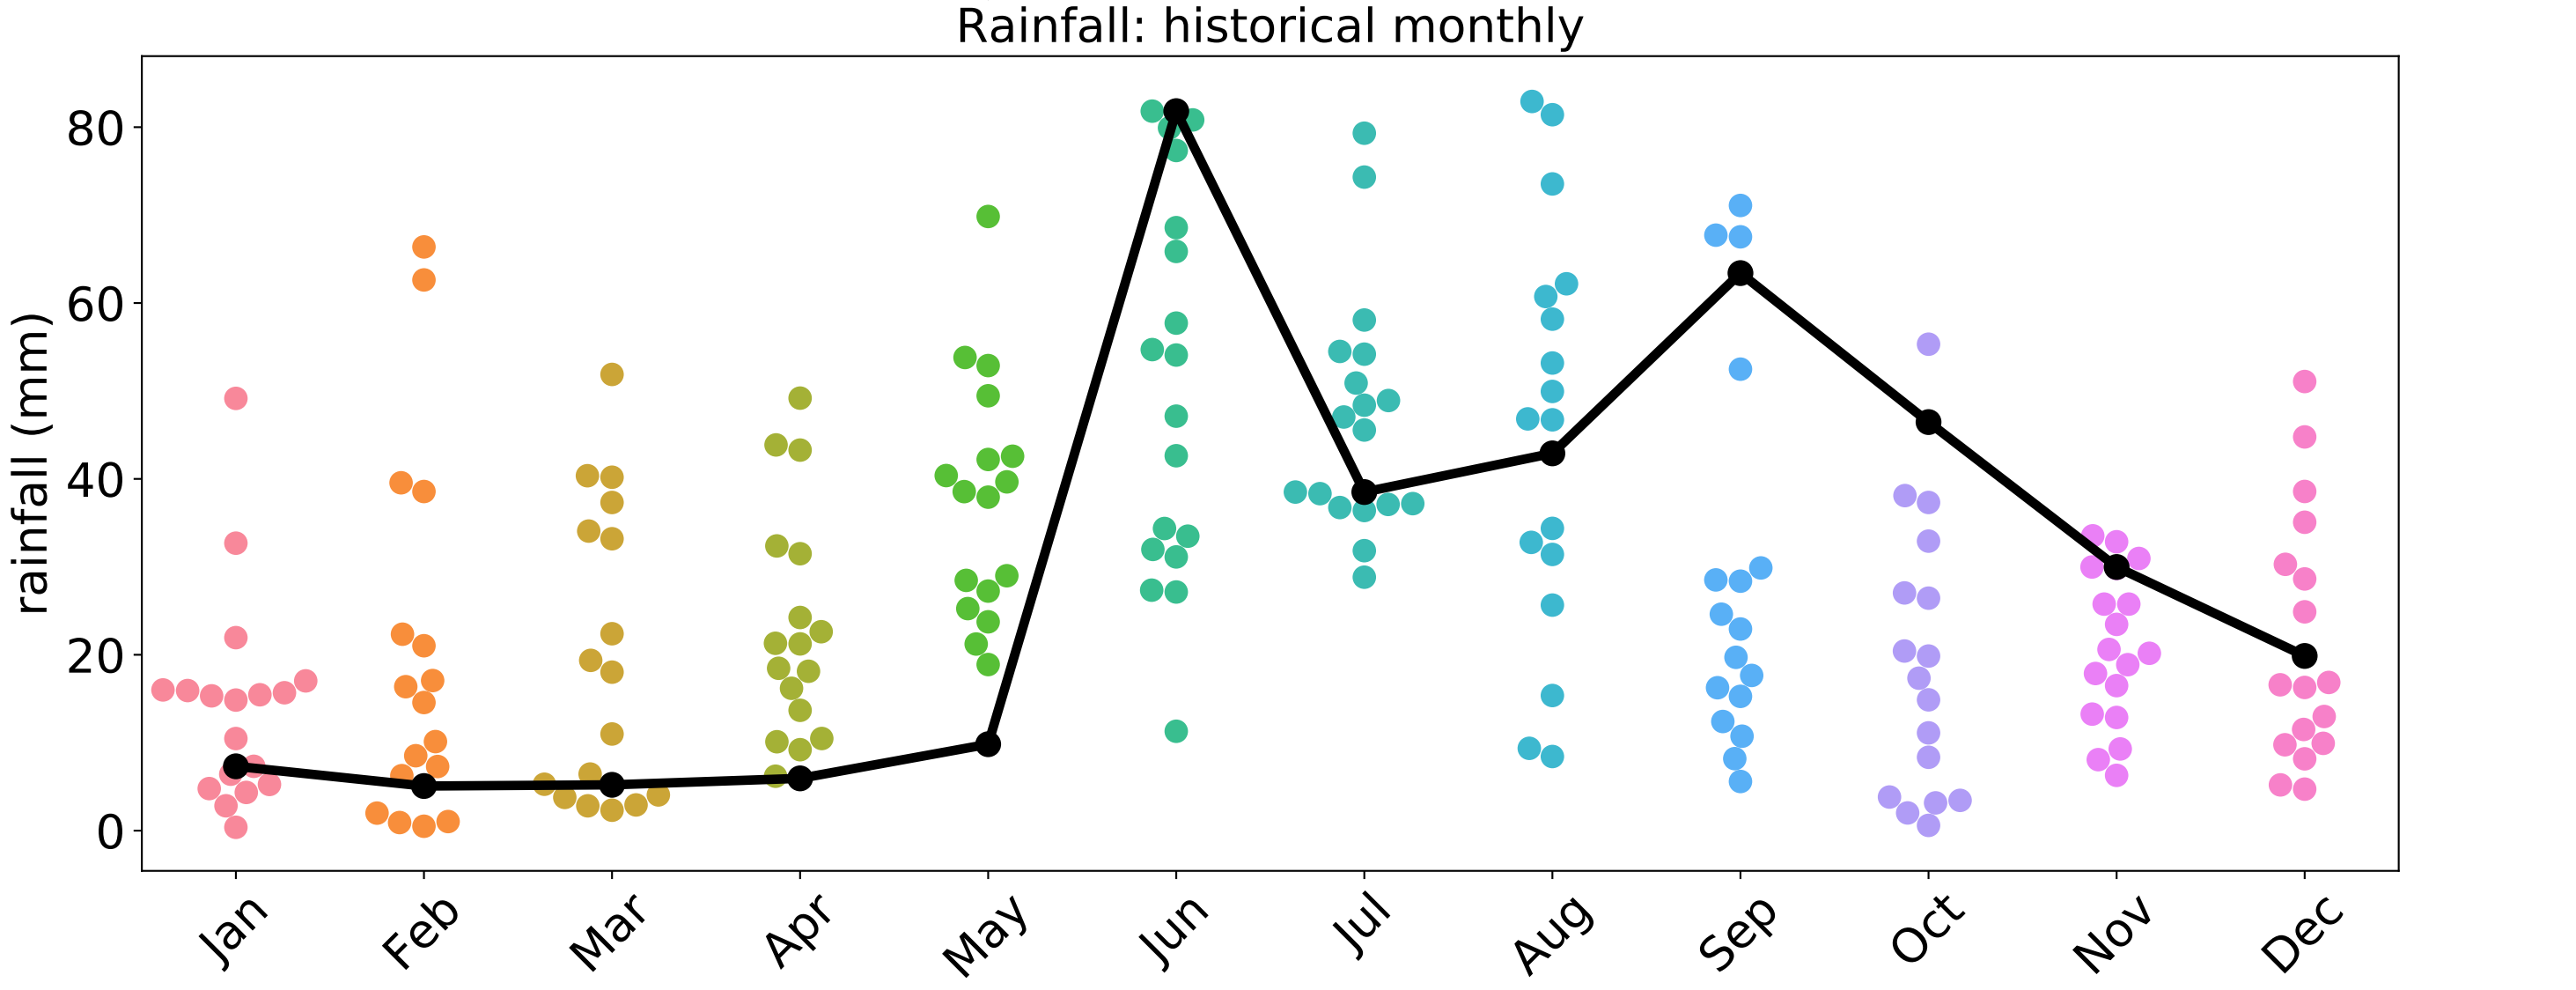 Rainfall: historical monthly
rainfall (mm)
80
60
40
20
0
Jan
Feb
Mar
Apr
May
Jun
Jul
Aug
Sep
Oct
Nov
Dec